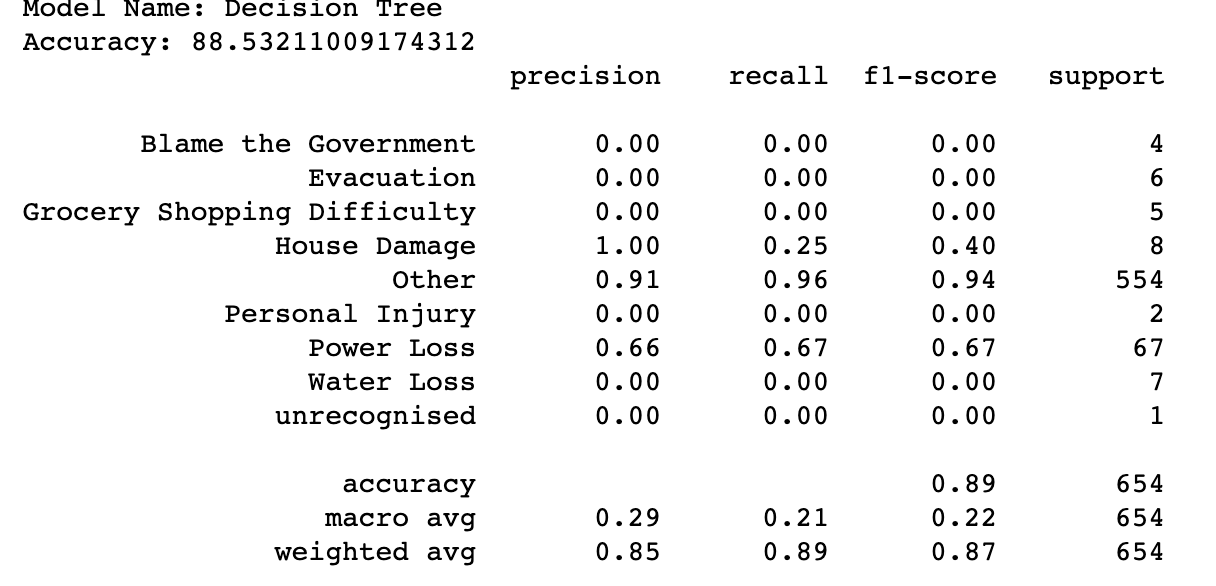 Model Name: Decision Tree
Accuracy: 88.53211009174312
precision recall f1-score support
Blame the Government 0.00 0.00 0.00 4
Evacuation 0.00 0.00 0.00 6
Grocery Shopping Difficulty 0.00 0.00 0.00 5
House Damage 1.00 0.25 0.40 8
Other 0.91 0.96 0.94 554
Personal Injury 0.00 0.00 0.00 2
Power Loss 0.66 0.67 0.67 67
Water Loss 0.00 0.00 0.00 7
unrecognised 0.00 0.00 0.00 1
accuracy 0.89 654
macro avg 0.29 0.21 0.22 654
weighted avg 0.85 0.89 0.87 654